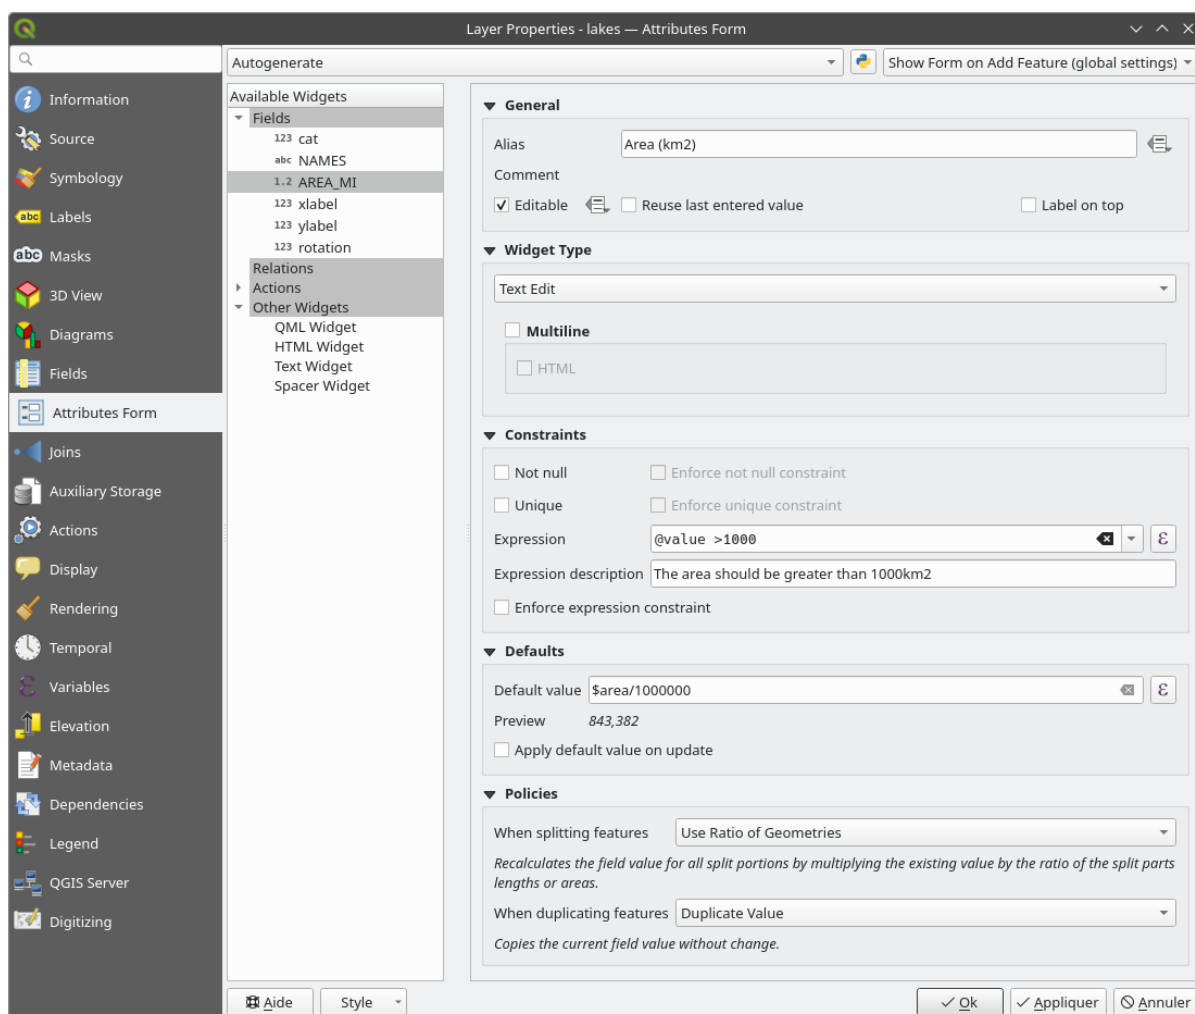 Layer Properties - lakes — Attributes Form
Autogenerate
Show Form on Add Feature (global settings)
Information
Source
Symbology
abc Labels
abc Masks
3D View
Diagrams
Fields
Attributes Form
Joins
Auxiliary Storage
Actions
Display
Rendering
Temporal
ε Variables
Elevation
Metadata
Dependencies
Legend
QGIS Server
Digitizing
Available Widgets
Fields
123 cat
abc NAMES
1.2 AREA_MI
123 xlabel
123 ylabel
123 rotation
Relations
Actions
Other Widgets
QML Widget
HTML Widget
Text Widget
Spacer Widget
General
Alias Area (km2)
Comment
Editable Reuse last entered value Label on top
Widget Type
Text Edit
Multiline
HTML
Constraints
Not null Enforce not null constraint
Unique Enforce unique constraint
Expression @value >1000 ε
Expression description The area should be greater than 1000km2
Enforce expression constraint
Defaults
Default value $area/1000000 ε
Preview 843,382
Apply default value on update
Policies
When splitting features Use Ratio of Geometries
Recalculates the field value for all split portions by multiplying the existing value by the ratio of the split parts
lengths or areas.
When duplicating features Duplicate Value
Copies the current field value without change.
Aide Style Ok Appliquer Annuler